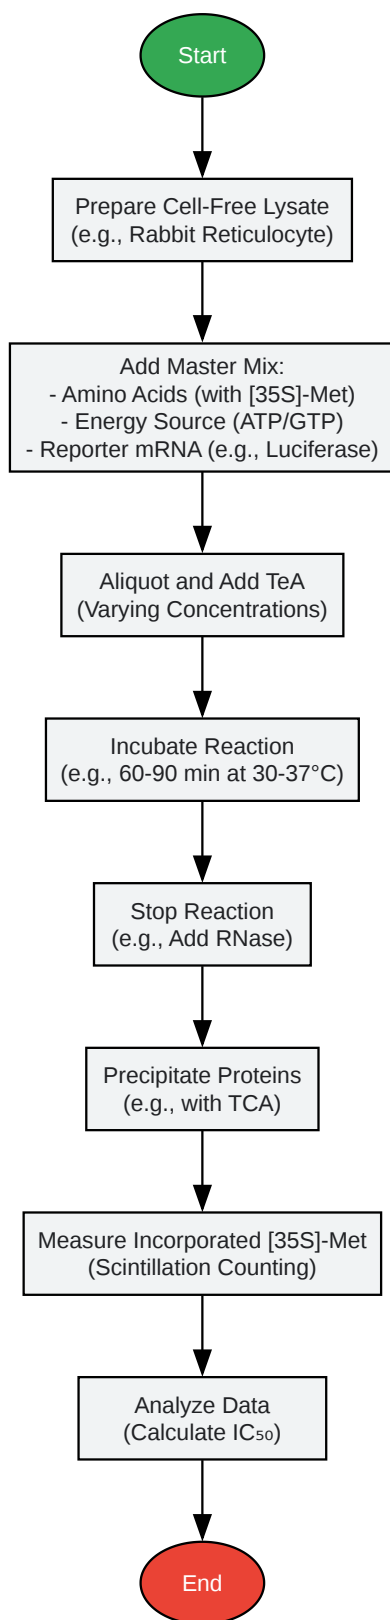 Start
Prepare Cell-Free Lysate
(e.g., Rabbit Reticulocyte)
Add Master Mix:
- Amino Acids (with [35S]-Met)
- Energy Source (ATP/GTP)
- Reporter mRNA (e.g., Luciferase)
Aliquot and Add TeA
(Varying Concentrations)
Incubate Reaction
(e.g., 60-90 min at 30-37°C)
Stop Reaction
(e.g., Add RNase)
Precipitate Proteins
(e.g., with TCA)
Measure Incorporated [35S]-Met
(Scintillation Counting)
Analyze Data
(Calculate IC₅₀)
End